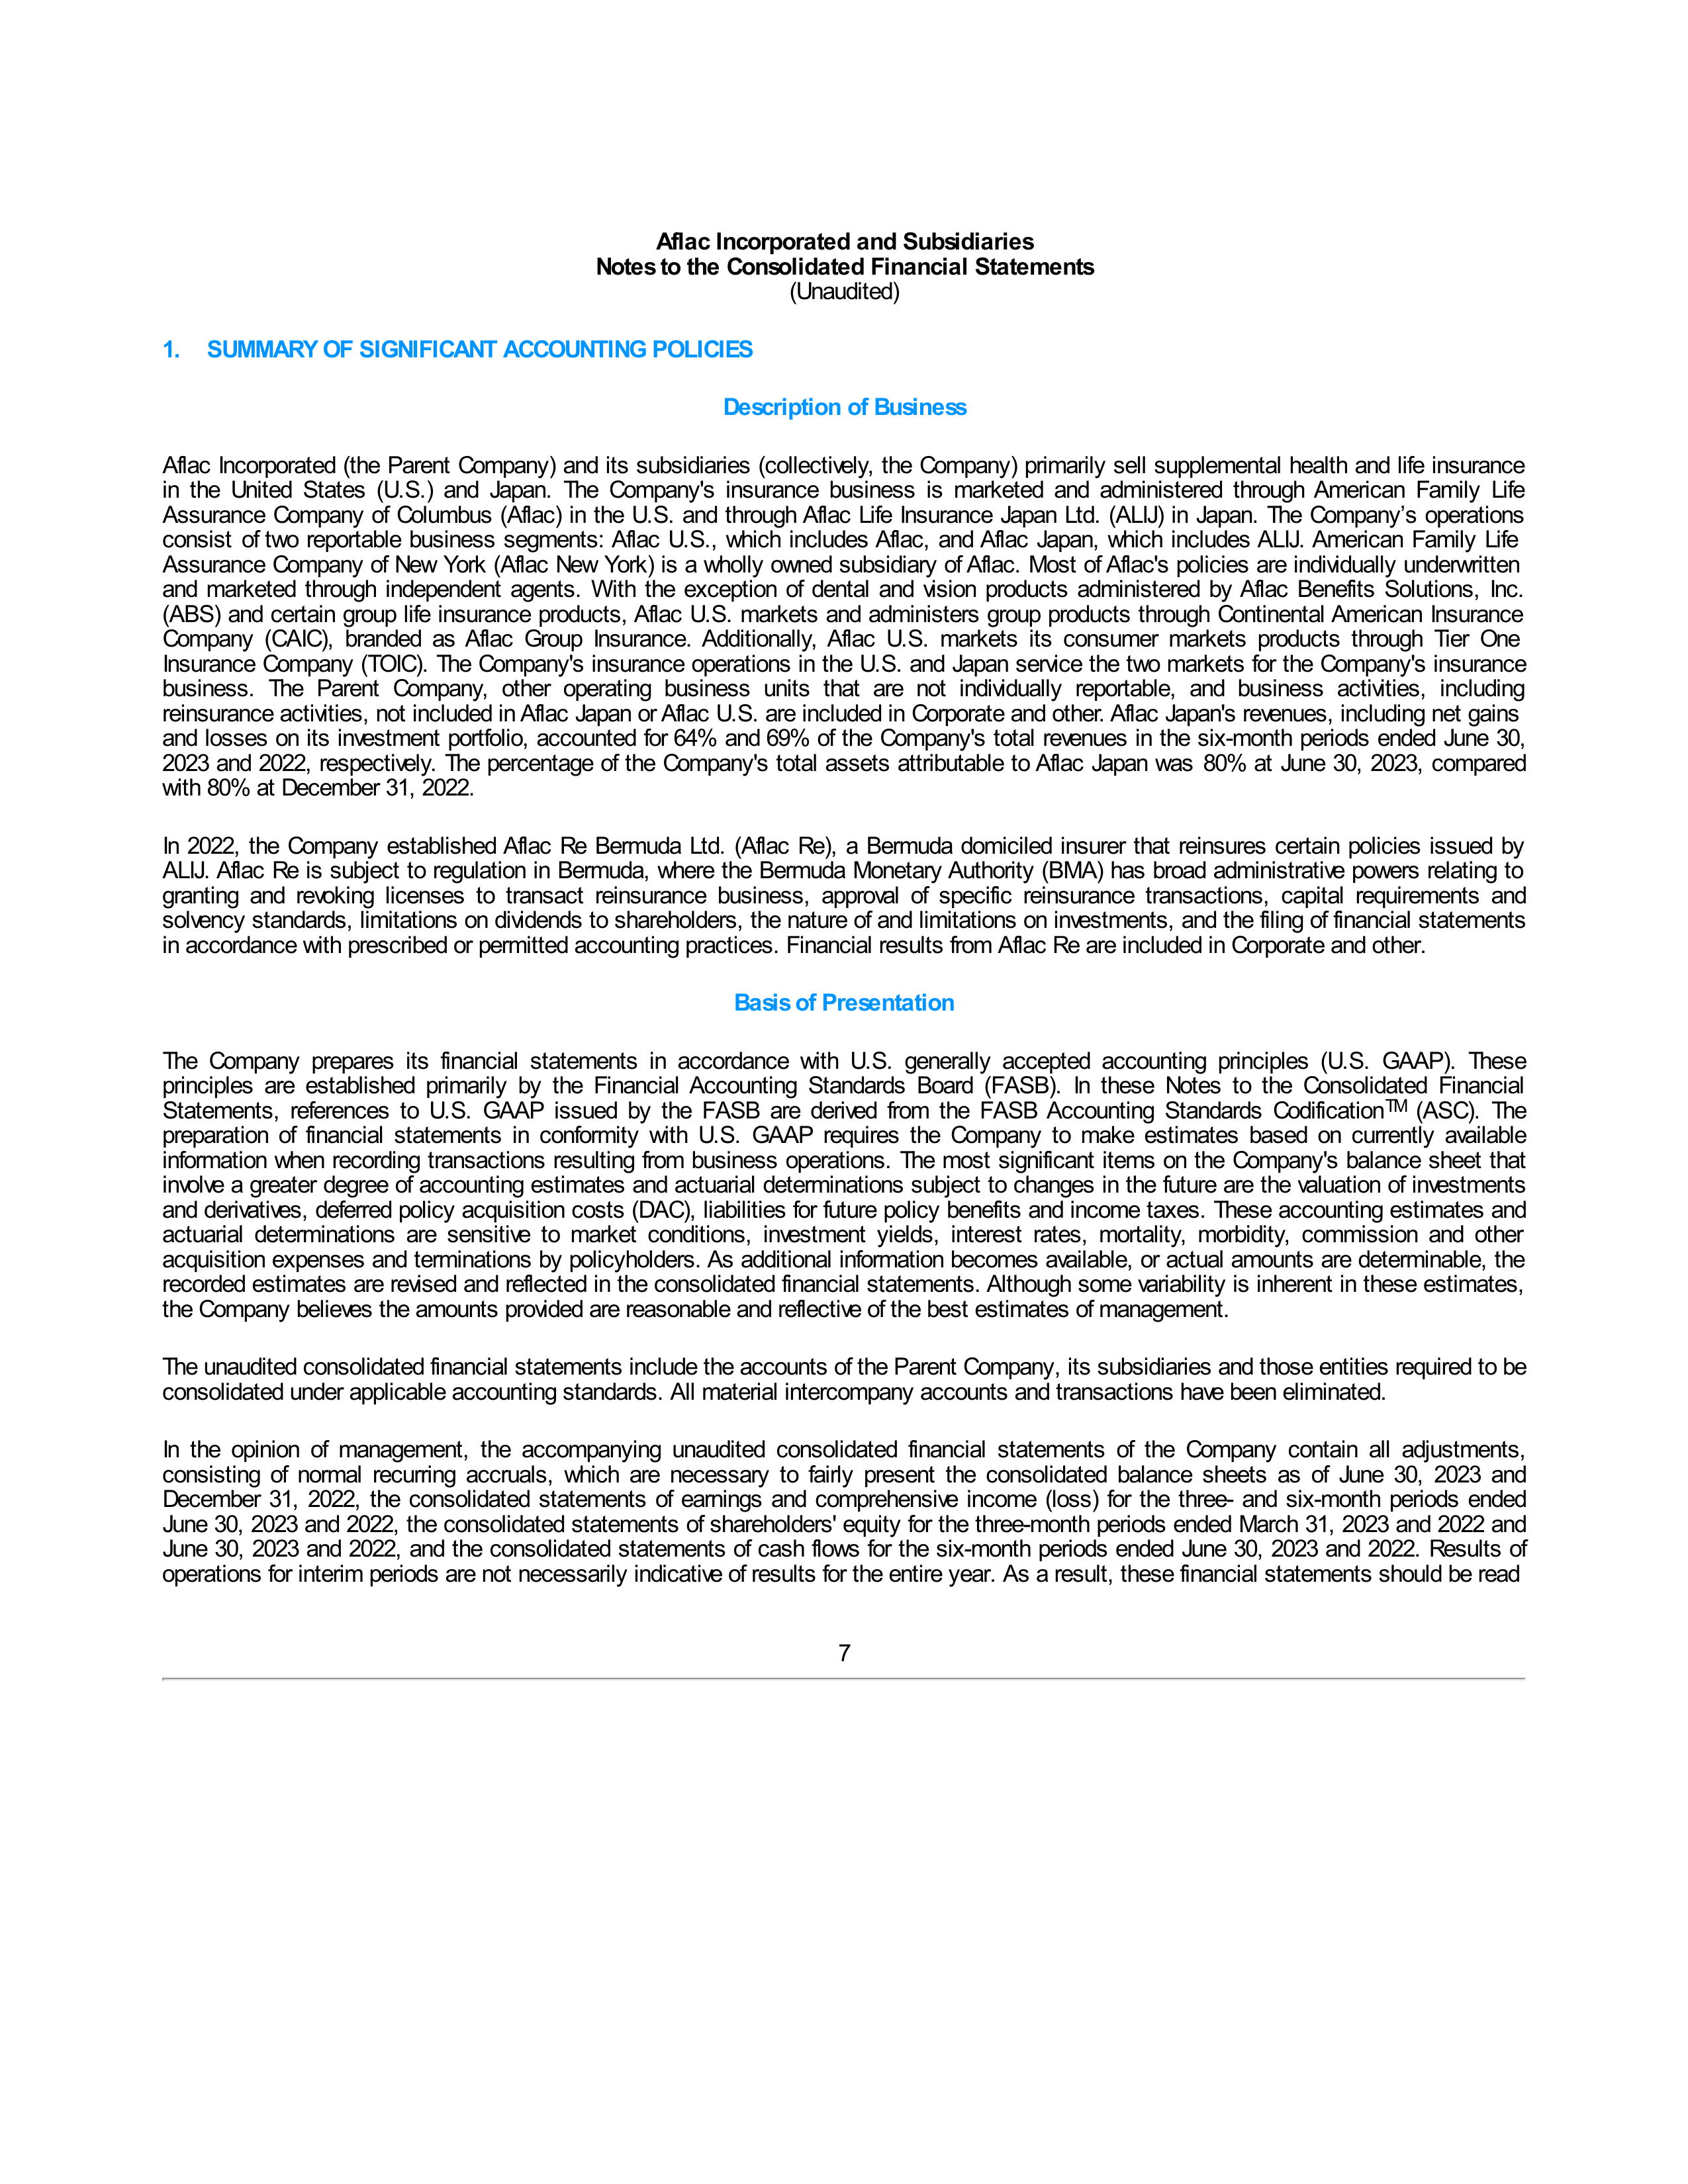 Aflac Incorporated and Subsidiaries
Notes to the Consolidated Financial Statements
(Unaudited)
1. SUMMARY OF SIGNIFICANT ACCOUNTING POLICIES
Description of Business
Aflac Incorporated (the Parent Company) and its subsidiaries (collectively, the Company) primarily sell supplemental health and life insurance
in the United States (U.S.) and Japan. The Company's insurance business is marketed and administered through American Family Life
Assurance Company of Columbus (Aflac) in the U.S. and through Aflac Life Insurance Japan Ltd. (ALIJ) in Japan. The Company’s operations
consist of two reportable business segments: Aflac U.S., which includes Aflac, and Aflac Japan, which includes ALIJ. American Family Life
Assurance Company of New York (Aflac New York) is a wholly owned subsidiary of Aflac. Most of Aflac's policies are individually underwritten
and marketed through independent agents. With the exception of dental and vision products administered by Aflac Benefits Solutions, Inc.
(ABS) and certain group life insurance products, Aflac U.S. markets and administers group products through Continental American Insurance
Company (CAIC), branded as Aflac Group Insurance. Additionally, Aflac U.S. markets its consumer markets products through Tier One
Insurance Company (TOIC). The Company's insurance operations in the U.S. and Japan service the two markets for the Company's insurance
business. The Parent Company, other operating business units that are not individually reportable, and business activities, including
reinsurance activities, not included in Aflac Japan or Aflac U.S. are included in Corporate and other. Aflac Japan's revenues, including net gains
and losses on its investment portfolio, accounted for 64% and 69% of the Company's total revenues in the six-month periods ended June 30,
2023 and 2022, respectively. The percentage of the Company's total assets attributable to Aflac Japan was 80% at June 30, 2023, compared
with 80% at December 31, 2022.
In 2022, the Company established Aflac Re Bermuda Ltd. (Aflac Re), a Bermuda domiciled insurer that reinsures certain policies issued by
ALIJ. Aflac Re is subject to regulation in Bermuda, where the Bermuda Monetary Authority (BMA) has broad administrative powers relating to
granting and revoking licenses to transact reinsurance business, approval of specific reinsurance transactions, capital requirements and
solvency standards, limitations on dividends to shareholders, the nature of and limitations on investments, and the filing of financial statements
in accordance with prescribed or permitted accounting practices. Financial results from Aflac Re are included in Corporate and other.
Basis of Presentation
The Company prepares its financial statements in accordance with U.S. generally accepted accounting principles (U.S. GAAP). These
principles are established primarily by the Financial Accounting Standards Board (FASB). In these Notes to the Consolidated Financial
Statements, references to U.S. GAAP issued by the FASB are derived from the FASB Accounting Standards Codification™ (ASC). The
preparation of financial statements in conformity with U.S. GAAP requires the Company to make estimates based on currently available
information when recording transactions resulting from business operations. The most significant items on the Company's balance sheet that
involve a greater degree of accounting estimates and actuarial determinations subject to changes in the future are the valuation of investments
and derivatives, deferred policy acquisition costs (DAC), liabilities for future policy benefits and income taxes. These accounting estimates and
actuarial determinations are sensitive to market conditions, investment yields, interest rates, mortality, morbidity, commission and other
acquisition expenses and terminations by policyholders. As additional information becomes available, or actual amounts are determinable, the
recorded estimates are revised and reflected in the consolidated financial statements. Although some variability is inherent in these estimates,
the Company believes the amounts provided are reasonable and reflective of the best estimates of management.
The unaudited consolidated financial statements include the accounts of the Parent Company, its subsidiaries and those entities required to be
consolidated under applicable accounting standards. All material intercompany accounts and transactions have been eliminated.
In the opinion of management, the accompanying unaudited consolidated financial statements of the Company contain all adjustments,
consisting of normal recurring accruals, which are necessary to fairly present the consolidated balance sheets as of June 30, 2023 and
December 31, 2022, the consolidated statements of earnings and comprehensive income (loss) for the three- and six-month periods ended
June 30, 2023 and 2022, the consolidated statements of shareholders' equity for the three-month periods ended March 31, 2023 and 2022 and
June 30, 2023 and 2022, and the consolidated statements of cash flows for the six-month periods ended June 30, 2023 and 2022. Results of
operations for interim periods are not necessarily indicative of results for the entire year. As a result, these financial statements should be read
7